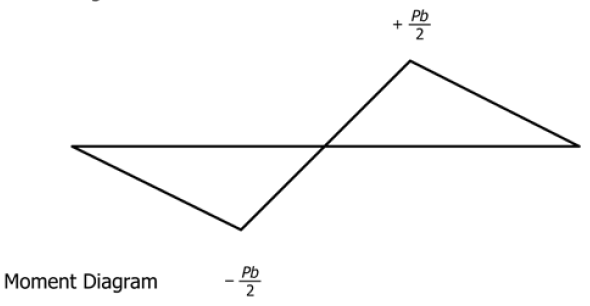 + Pb/2
Moment Diagram
- Pb/2